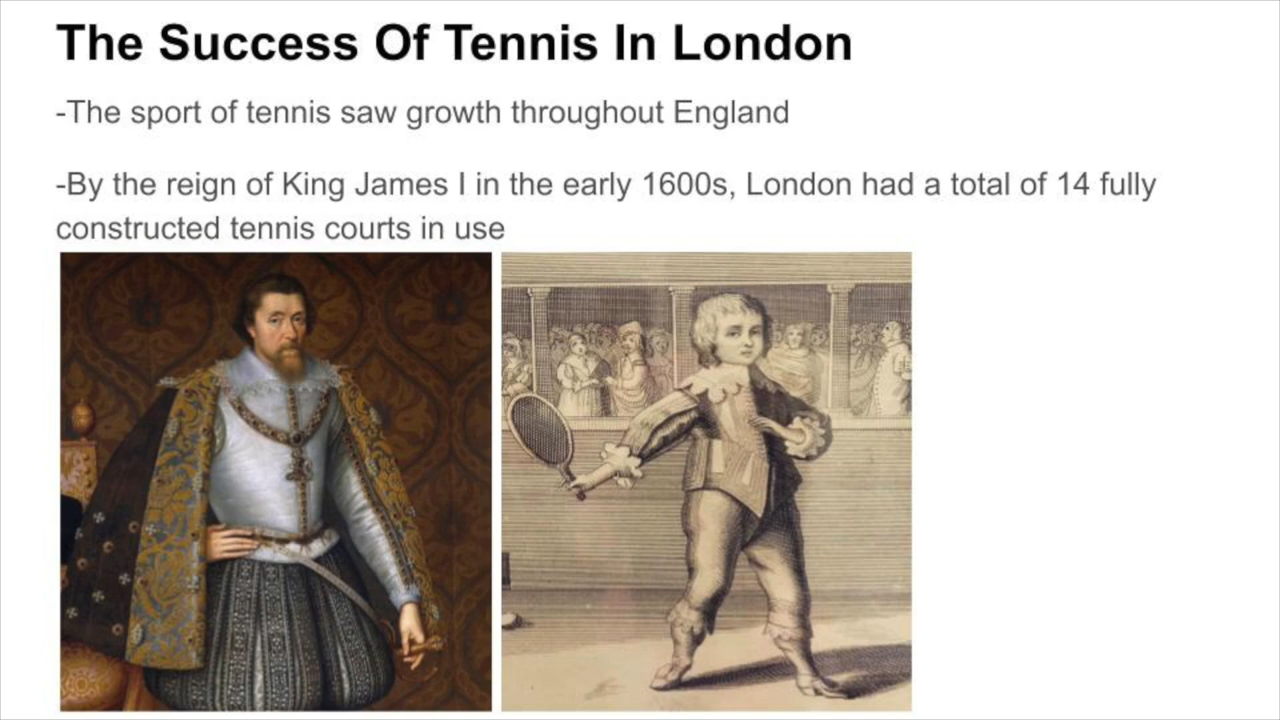 The Success Of Tennis In London
-The sport of tennis saw growth throughout England
-By the reign of King James I in the early 1600s, London had a total of 14 fully
constructed tennis courts in use